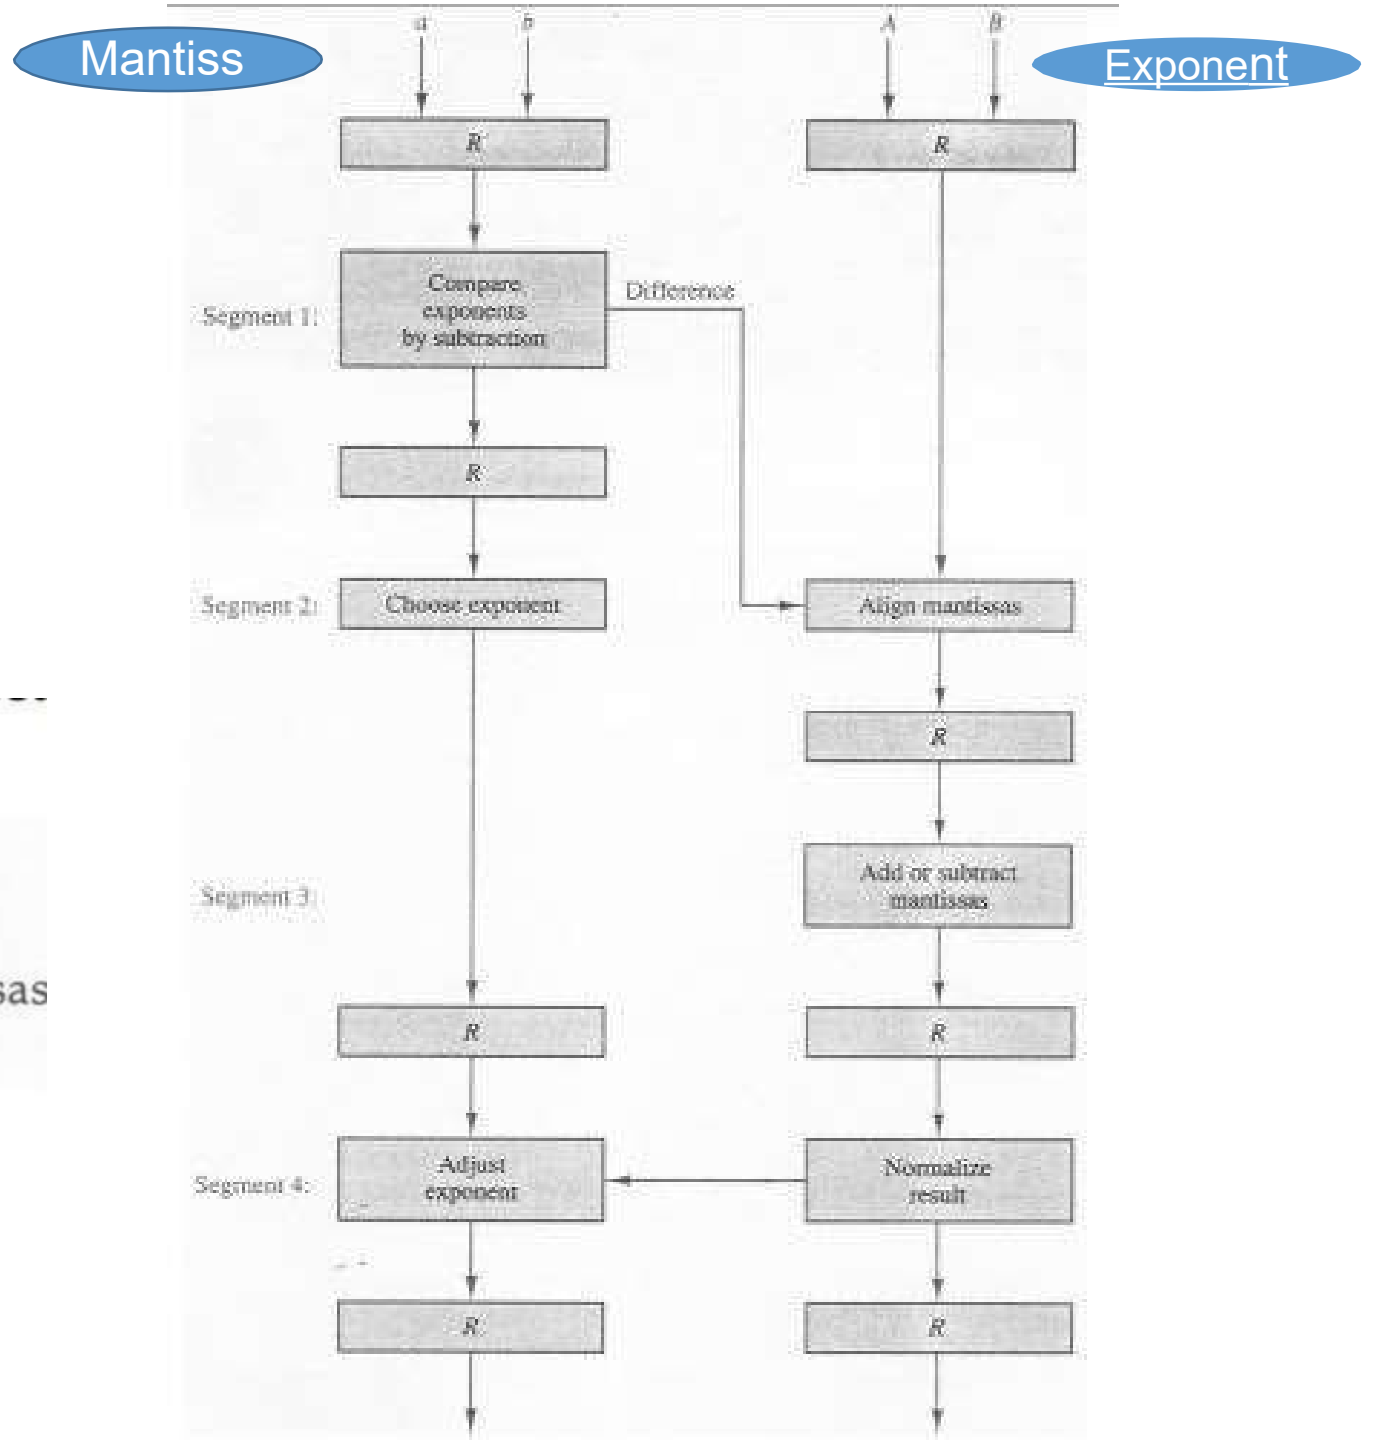 a b A B
Mantiss
Exponent
R R
Compare
exponents
by subtraction
Difference
Segment 1:
R
Segment 2:
Choose exponent
Align mantissas
R
Add or subtract
mantissas
Segment 3:
sas
R R
Segment 4:
Adjust
exponent
Normalize
result
R R